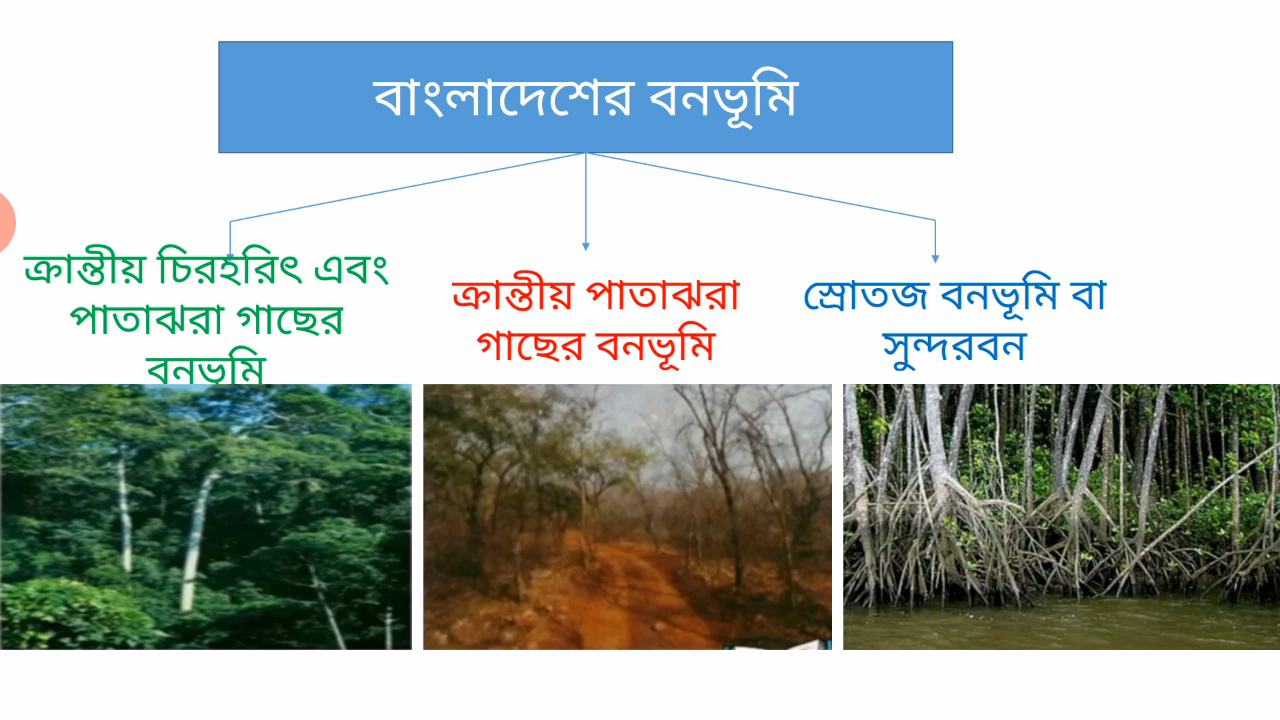 বাংলাদেশের বনভূমি
ক্রান্তীয় চিরহরিৎ এবং
পাতাঝরা গাছের
বনভূমি
ক্রান্তীয় পাতাঝরা
গাছের বনভূমি
স্রোতজ বনভূমি বা
সুন্দরবন